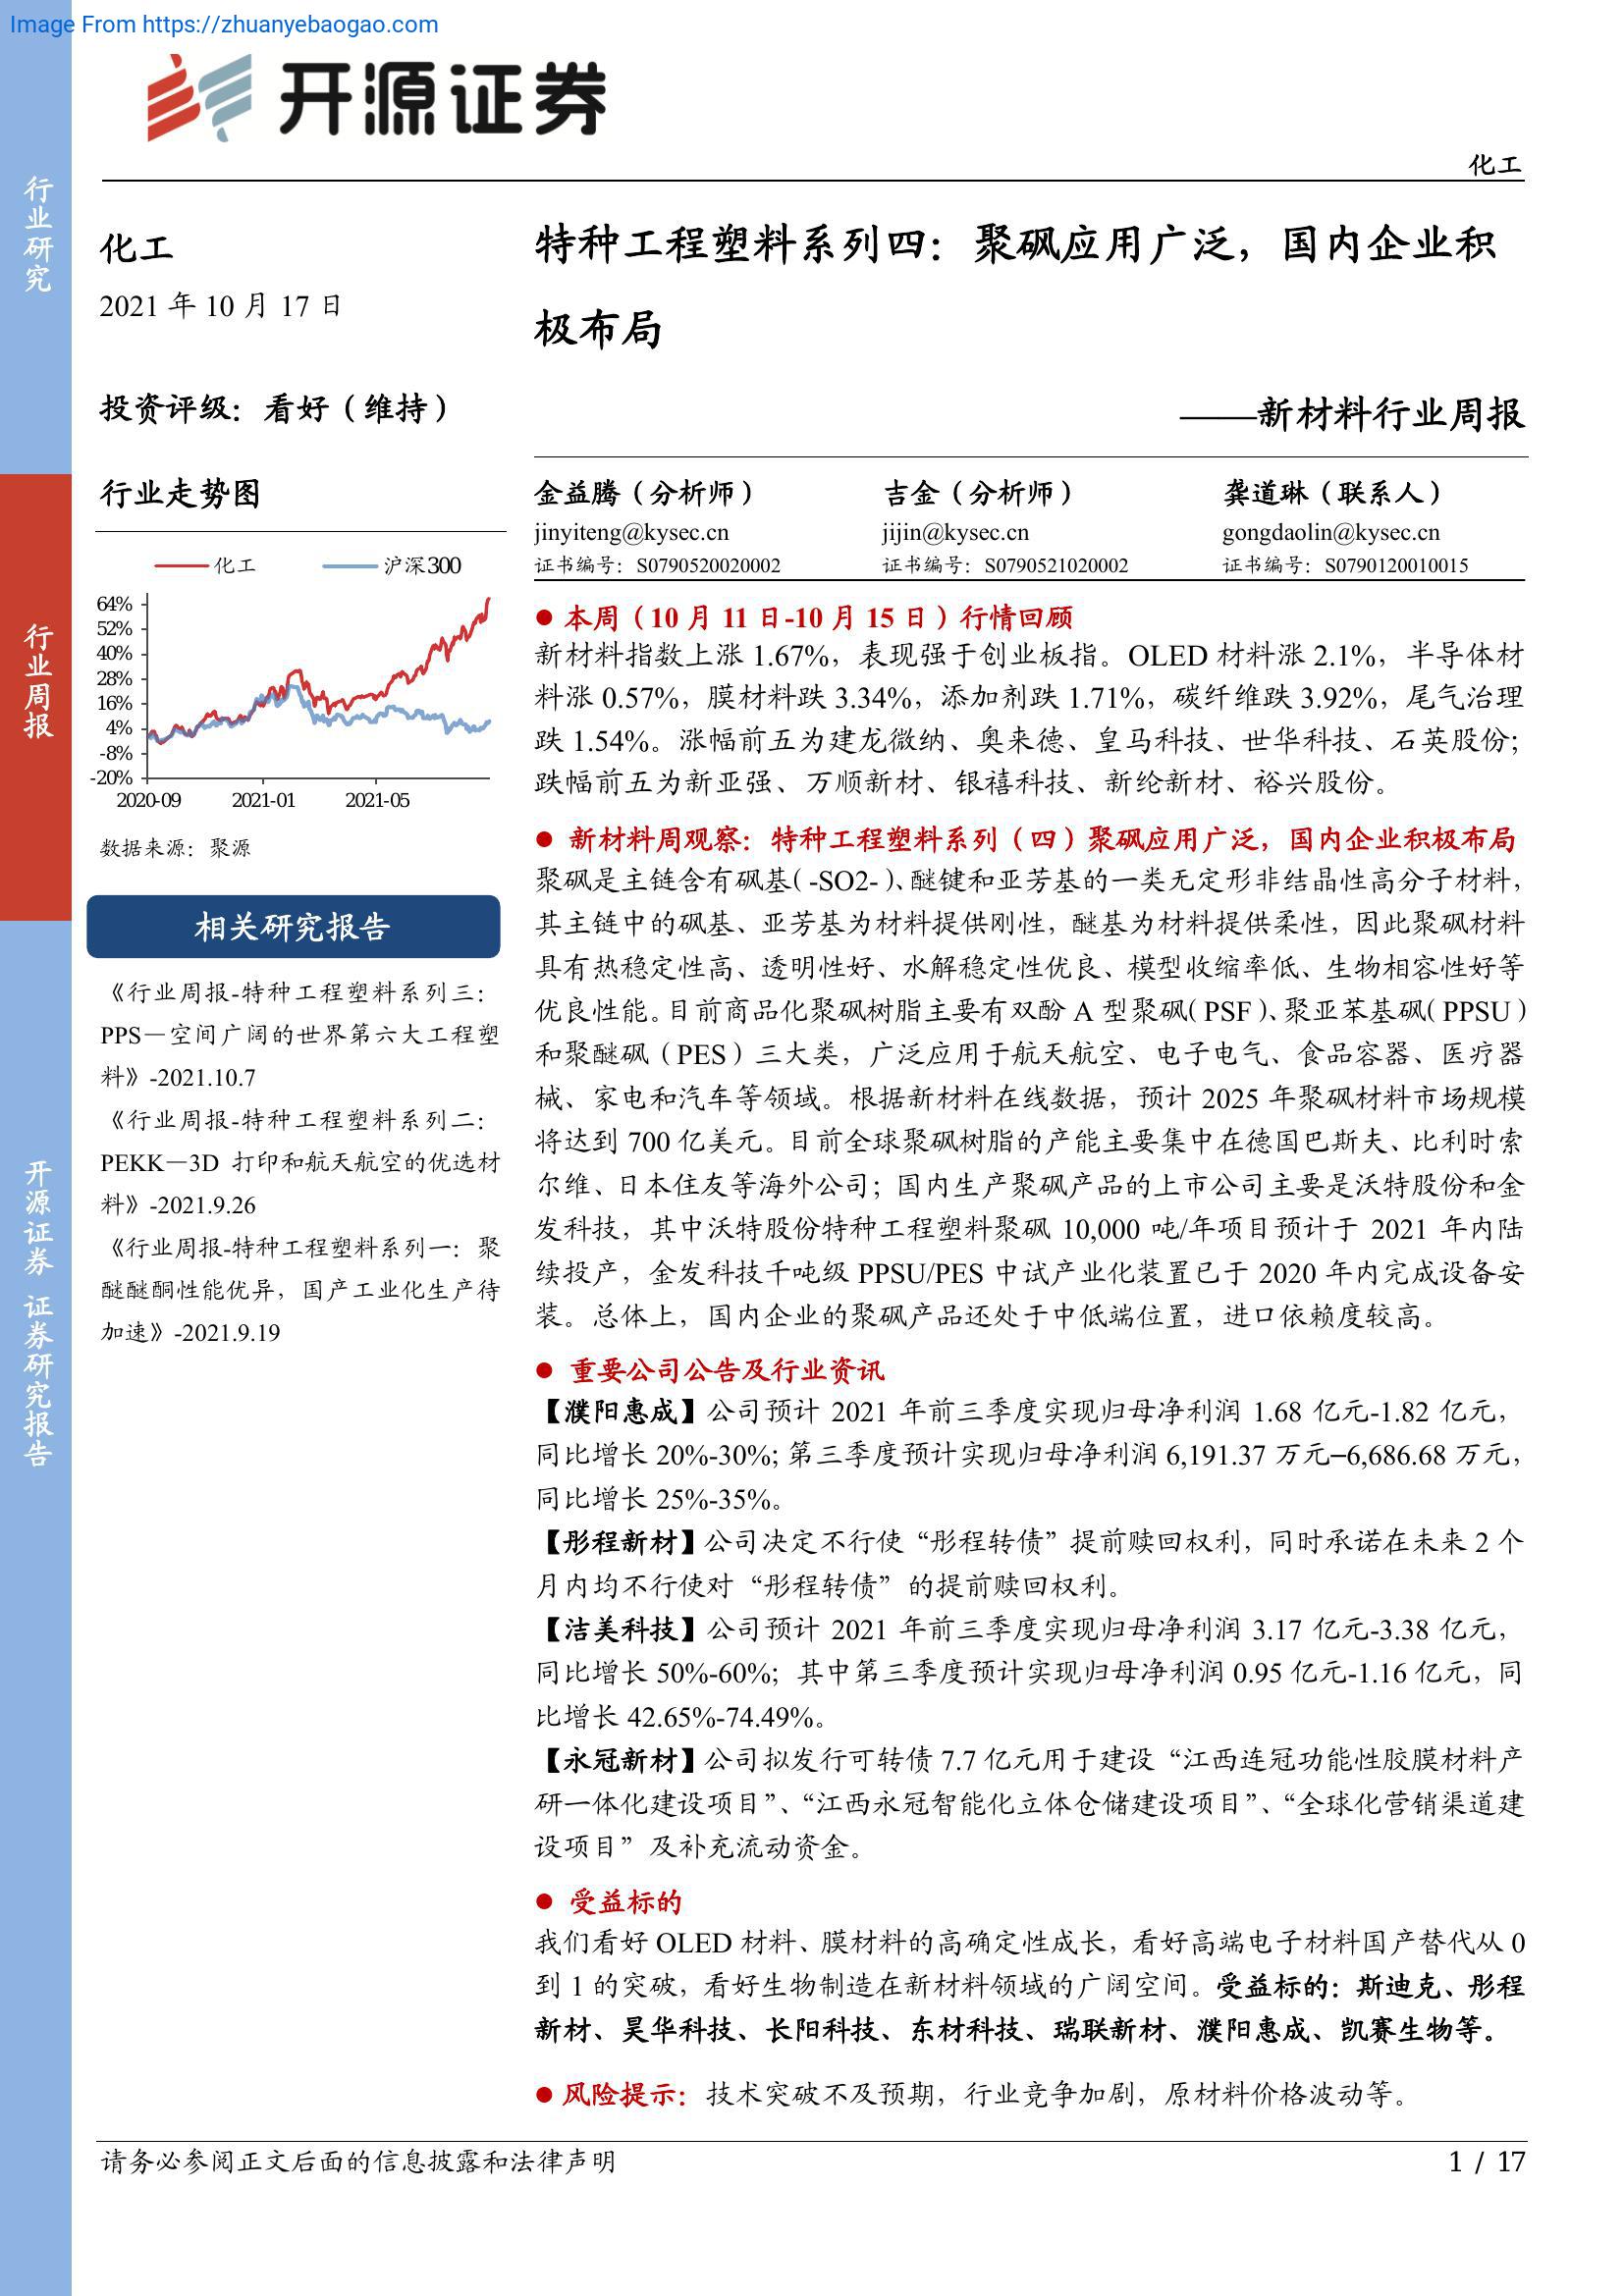 Image From https://zhuanyebaogao.com
开源证券
化工
行业研究
行业周报
开源证券 证券研究报告
化工
2021 年 10 月 17 日
投资评级：看好（维持）
行业走势图
化工 沪深300
64%
52%
40%
28%
16%
4%
-8%
-20%
2020-09 2021-01 2021-05
数据来源：聚源
相关研究报告
《行业周报-特种工程塑料系列三：
PPS—空间广阔的世界第六大工程塑
料》-2021.10.7
《行业周报-特种工程塑料系列二：
PEKK—3D 打印和航天航空的优选材
料》-2021.9.26
《行业周报-特种工程塑料系列一：聚
醚醚酮性能优异，国产工业化生产待
加速》-2021.9.19
特种工程塑料系列四：聚砜应用广泛，国内企业积
极布局
——新材料行业周报
金益腾（分析师） 吉金（分析师） 龚道琳（联系人）
jinyiteng@kysec.cn jijin@kysec.cn gongdaolin@kysec.cn
证书编号：S0790520020002 证书编号：S0790521020002 证书编号：S0790120010015
● 本周（10 月 11 日-10 月 15 日）行情回顾
新材料指数上涨 1.67%，表现强于创业板指。OLED 材料涨 2.1%，半导体材
料涨 0.57%，膜材料跌 3.34%，添加剂跌 1.71%，碳纤维跌 3.92%，尾气治理
跌 1.54%。涨幅前五为建龙微纳、奥来德、皇马科技、世华科技、石英股份；
跌幅前五为新亚强、万顺新材、银禧科技、新纶新材、裕兴股份。
● 新材料周观察：特种工程塑料系列（四）聚砜应用广泛，国内企业积极布局
聚砜是主链含有砜基（-SO2-）、醚键和亚芳基的一类无定形非结晶性高分子材料，
其主链中的砜基、亚芳基为材料提供刚性，醚基为材料提供柔性，因此聚砜材料
具有热稳定性高、透明性好、水解稳定性优良、模型收缩率低、生物相容性好等
优良性能。目前商品化聚砜树脂主要有双酚 A 型聚砜（PSF）、聚亚苯基砜（PPSU）
和聚醚砜（PES）三大类，广泛应用于航天航空、电子电气、食品容器、医疗器
械、家电和汽车等领域。根据新材料在线数据，预计 2025 年聚砜材料市场规模
将达到 700 亿美元。目前全球聚砜树脂的产能主要集中在德国巴斯夫、比利时索
尔维、日本住友等海外公司；国内生产聚砜产品的上市公司主要是沃特股份和金
发科技，其中沃特股份特种工程塑料聚砜 10,000 吨/年项目预计于 2021 年内陆
续投产，金发科技千吨级 PPSU/PES 中试产业化装置已于 2020 年内完成设备安
装。总体上，国内企业的聚砜产品还处于中低端位置，进口依赖度较高。
● 重要公司公告及行业资讯
【濮阳惠成】公司预计 2021 年前三季度实现归母净利润 1.68 亿元-1.82 亿元，
同比增长 20%-30%；第三季度预计实现归母净利润 6,191.37 万元–6,686.68 万元，
同比增长 25%-35%。
【彤程新材】公司决定不行使“彤程转债”提前赎回权利，同时承诺在未来 2 个
月内均不行使对“彤程转债”的提前赎回权利。
【洁美科技】公司预计 2021 年前三季度实现归母净利润 3.17 亿元-3.38 亿元，
同比增长 50%-60%；其中第三季度预计实现归母净利润 0.95 亿元-1.16 亿元，同
比增长 42.65%-74.49%。
【永冠新材】公司拟发行可转债 7.7 亿元用于建设“江西连冠功能性胶膜材料产
研一体化建设项目”、“江西永冠智能化立体仓储建设项目”、“全球化营销渠道建
设项目”及补充流动资金。
● 受益标的
我们看好 OLED 材料、膜材料的高确定性成长，看好高端电子材料国产替代从 0
到 1 的突破，看好生物制造在新材料领域的广阔空间。受益标的：斯迪克、彤程
新材、昊华科技、长阳科技、东材科技、瑞联新材、濮阳惠成、凯赛生物等。
● 风险提示：技术突破不及预期，行业竞争加剧，原材料价格波动等。
请务必参阅正文后面的信息披露和法律声明 1 / 17